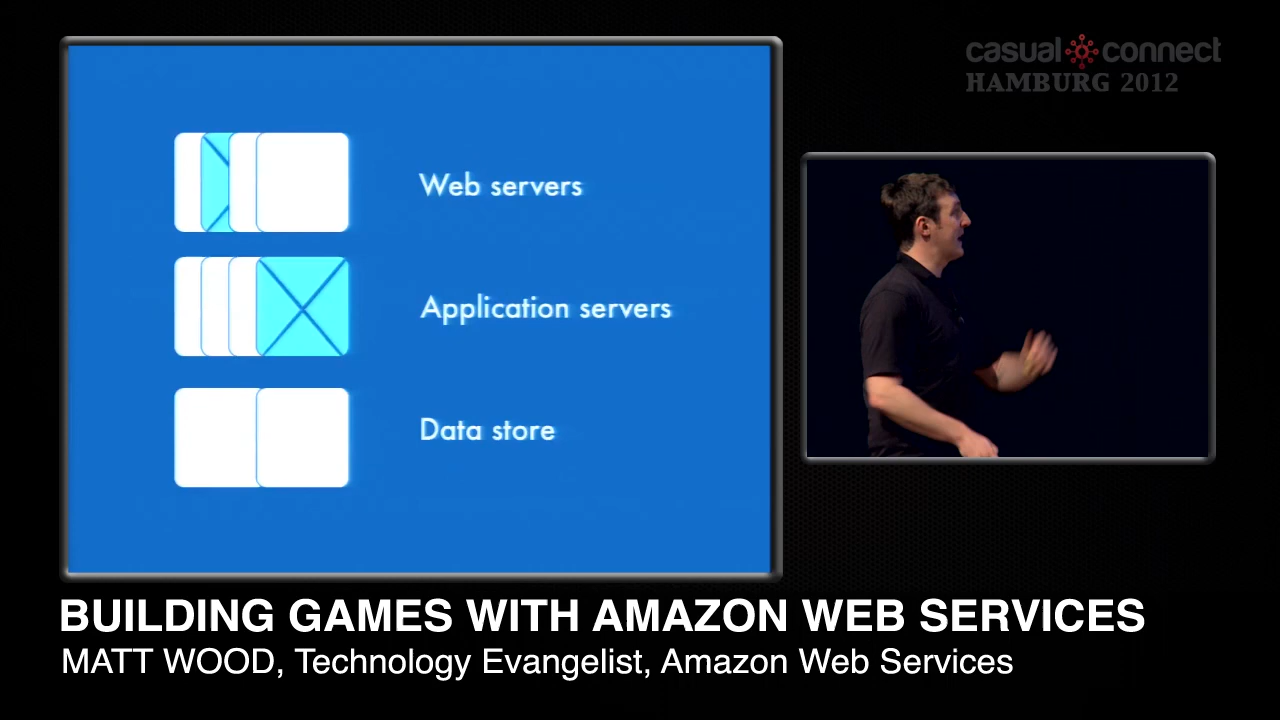 casual connect
HAMBURG 2012
Web servers
Application servers
Data store
BUILDING GAMES WITH AMAZON WEB SERVICES
MATT WOOD, Technology Evangelist, Amazon Web Services